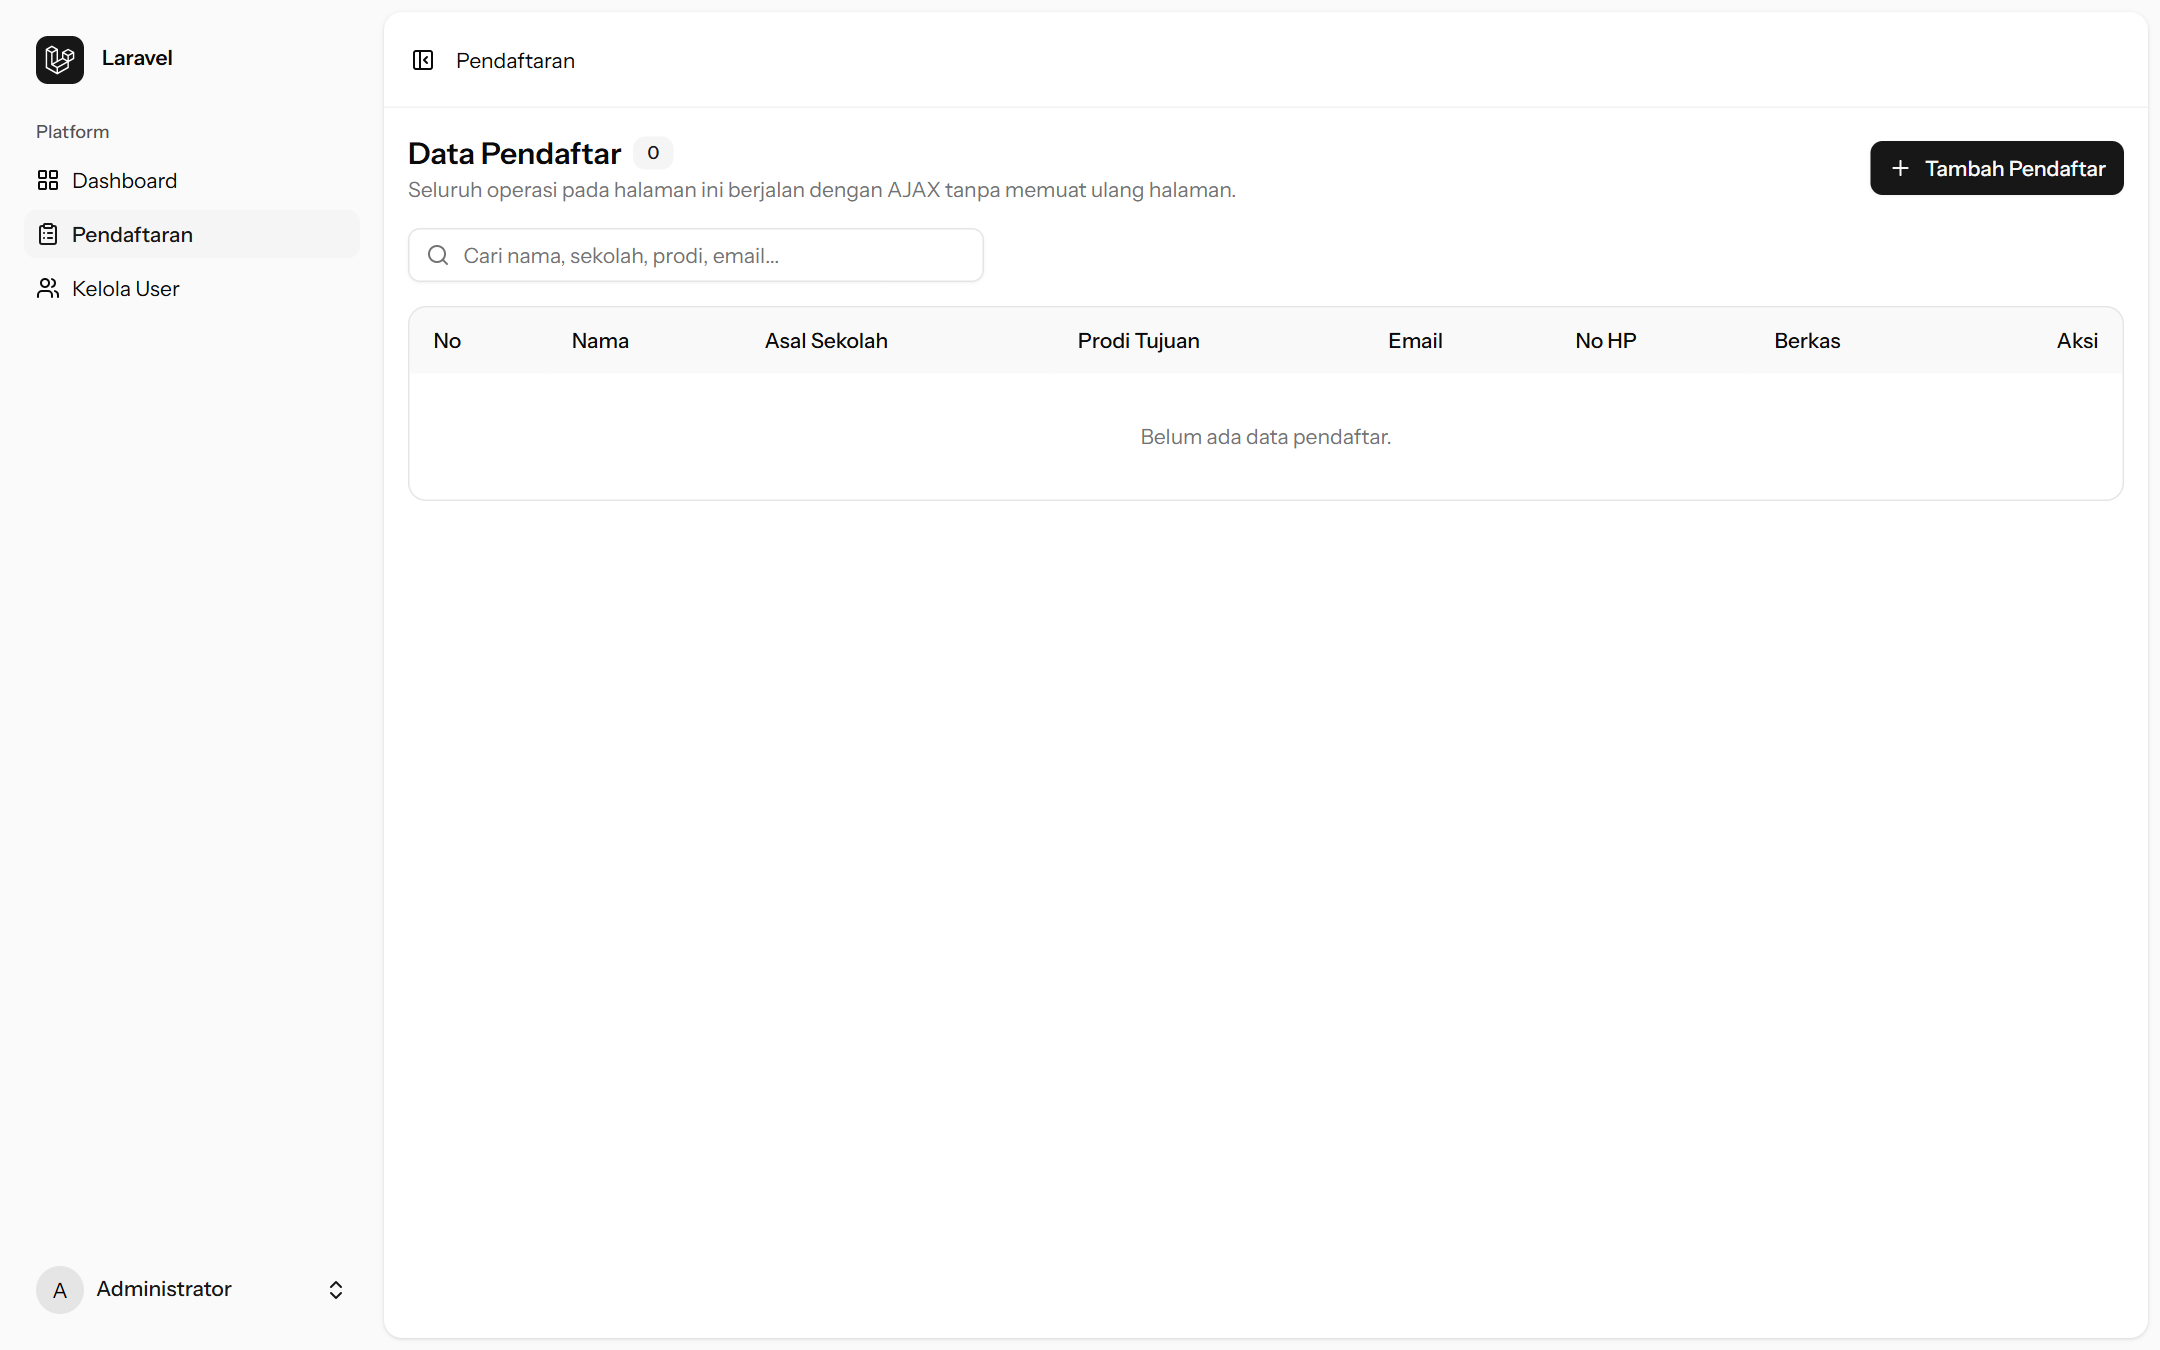 Laravel
Platform
Dashboard
Pendaftaran
Kelola User
A Administrator
Pendaftaran
Data Pendaftar 0
Seluruh operasi pada halaman ini berjalan dengan AJAX tanpa memuat ulang halaman.
Tambah Pendaftar
Cari nama, sekolah, prodi, email...
No Nama Asal Sekolah Prodi Tujuan Email No HP Berkas Aksi
Belum ada data pendaftar.